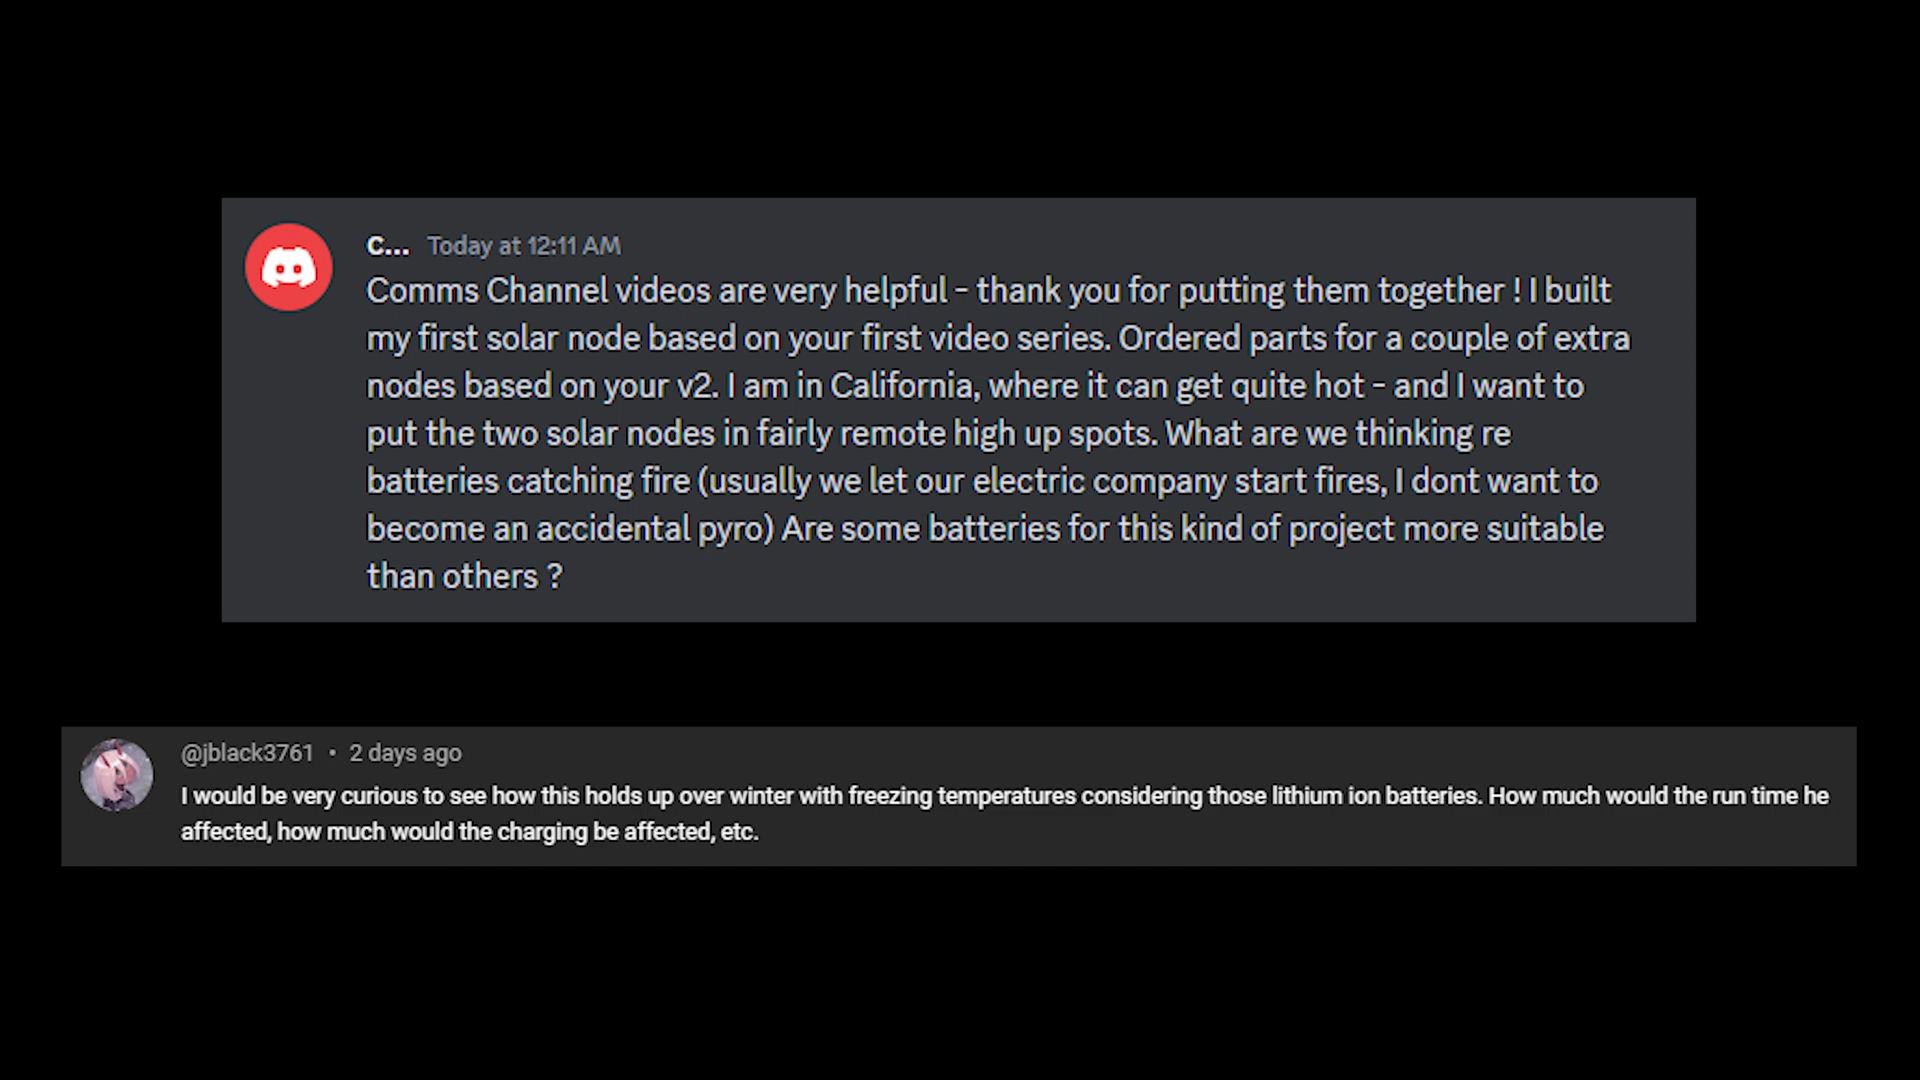 C... Today at 12:11 AM
Comms Channel videos are very helpful - thank you for putting them together ! I built
my first solar node based on your first video series. Ordered parts for a couple of extra
nodes based on your v2. I am in California, where it can get quite hot - and I want to
put the two solar nodes in fairly remote high up spots. What are we thinking re
batteries catching fire (usually we let our electric company start fires, I dont want to
become an accidental pyro) Are some batteries for this kind of project more suitable
than others ?
@jblack3761 • 2 days ago
I would be very curious to see how this holds up over winter with freezing temperatures considering those lithium ion batteries. How much would the run time he
affected, how much would the charging be affected, etc.